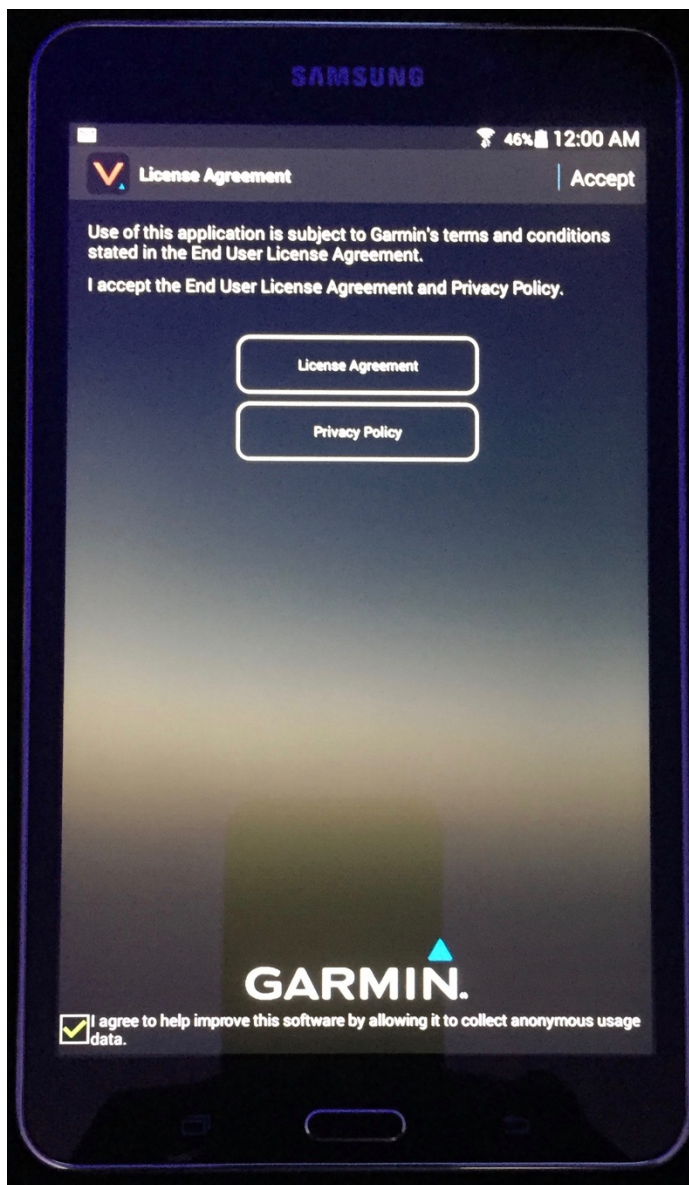 SAMSUNG
46% 12:00 AM
License Agreement
Accept
Use of this application is subject to Garmin's terms and conditions
stated in the End User License Agreement.
I accept the End User License Agreement and Privacy Policy.
License Agreement
Privacy Policy
GARMIN.
I agree to help improve this software by allowing it to collect anonymous usage
data.